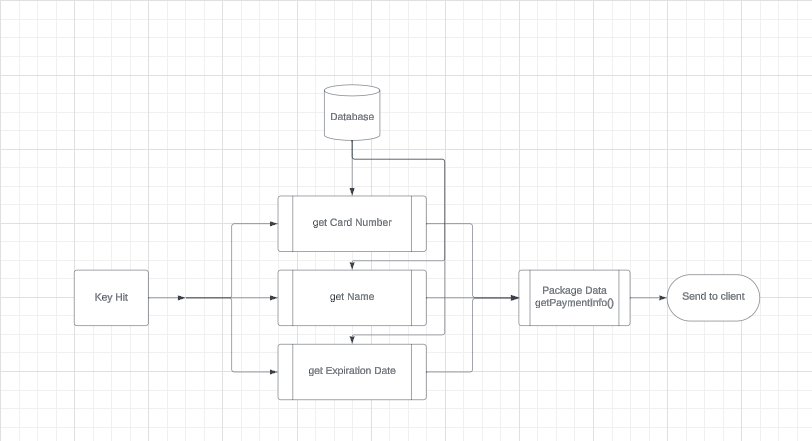 Database
get Card Number
Key Hit
get Name
Package Data
getPaymentInfo()
Send to client
get Expiration Date